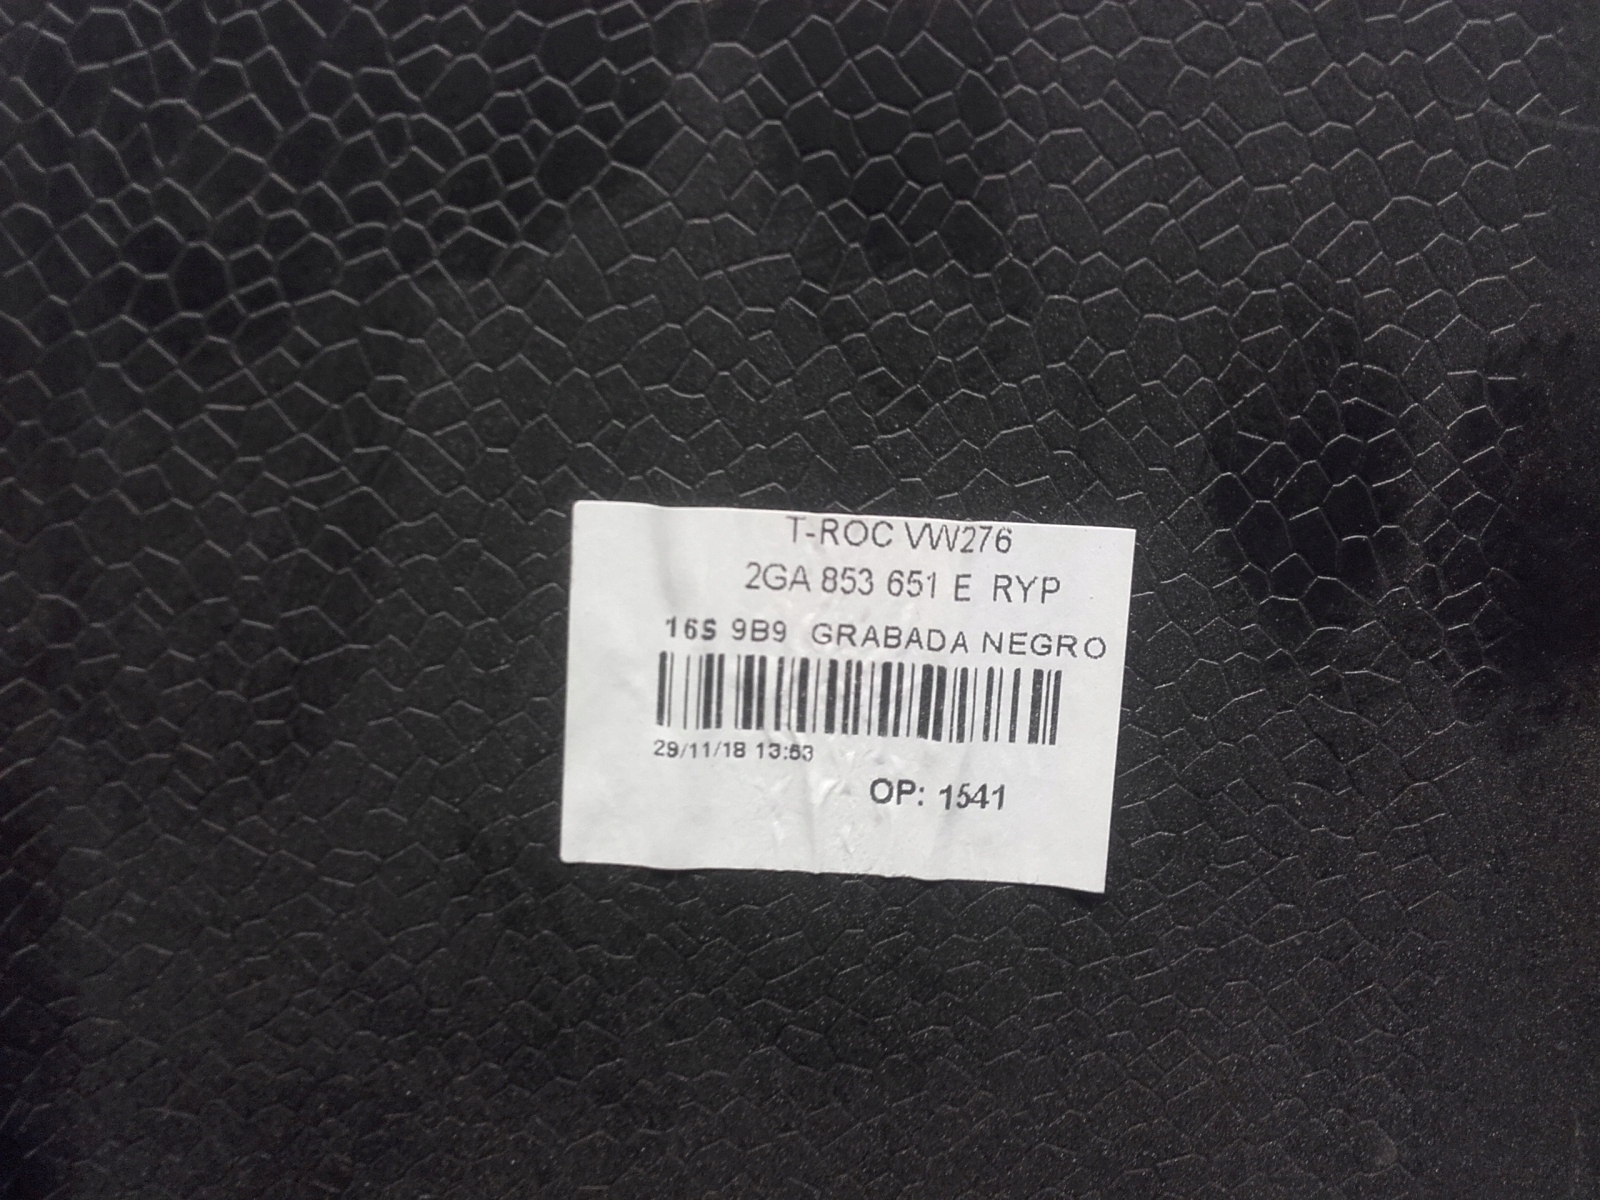 T-ROC VW276
2GA 853 651 E RYP
16S 9B9 GRABADA NEGRO
29/11/18 13:53
OP: 1541